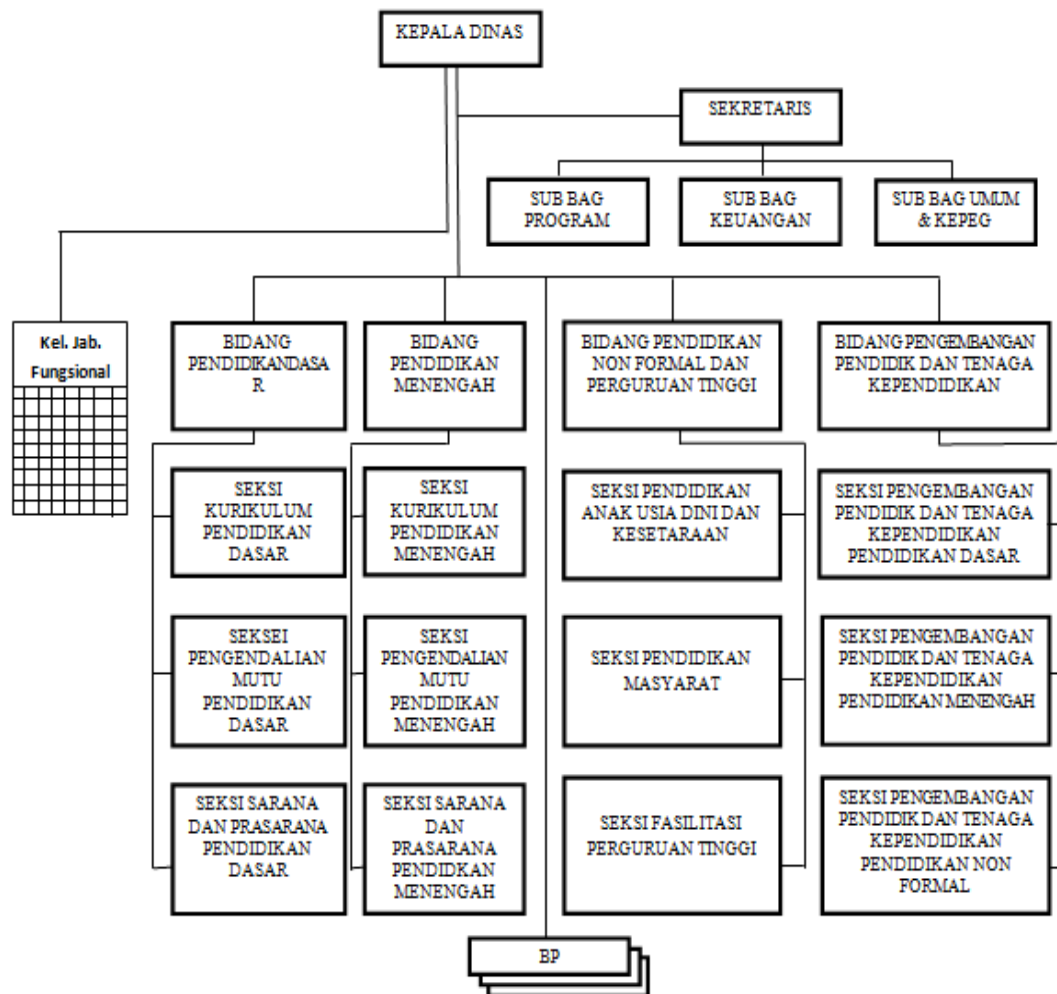 KEPALA DINAS
SEKRETARIS
SUB BAG
PROGRAM
SUB BAG
KEUANGAN
SUB BAG UMUM
& KEPEG
Kel. Jab.
Fungsional
BIDANG
PENDIDIKANDASA
R
BIDANG
PENDIDIKAN
MENENGAH
BIDANG PENDIDIKAN
NON FORMAL DAN
PERGURUAN TINGGI
BIDANG PENGEMBANGAN
PENDIDIK DAN TENAGA
KEPENDIDIKAN
SEKSI
KURIKULUM
PENDIDIKAN
DASAR
SEKSI
KURIKULUM
PENDIDIKAN
MENENGAH
SEKSI PENDIDIKAN
ANAK USIA DINI DAN
KESETARAAN
SEKSI PENGEMBANGAN
PENDIDIK DAN TENAGA
KEPENDIDIKAN
PENDIDIKAN DASAR
SEKSEI
PENGENDALIAN
MUTU
PENDIDIKAN
DASAR
SEKSI
PENGENDALIAN
MUTU
PENDIDIKAN
MENENGAH
SEKSI PENDIDIKAN
MASYARAT
SEKSI PENGEMBANGAN
PENDIDIK DAN TENAGA
KEPENDIDIKAN
PENDIDIKAN MENENGAH
SEKSI SARANA
DAN PRASARANA
PENDIDIKAN
DASAR
SEKSI SARANA
DAN
PRASARANA
PENDIDKAN
MENENGAH
SEKSI FASILITASI
PERGURUAN TINGGI
SEKSI PENGEMBANGAN
PENDIDIK DAN TENAGA
KEPENDIDIKAN
PENDIDIKAN NON
FORMAL
BP